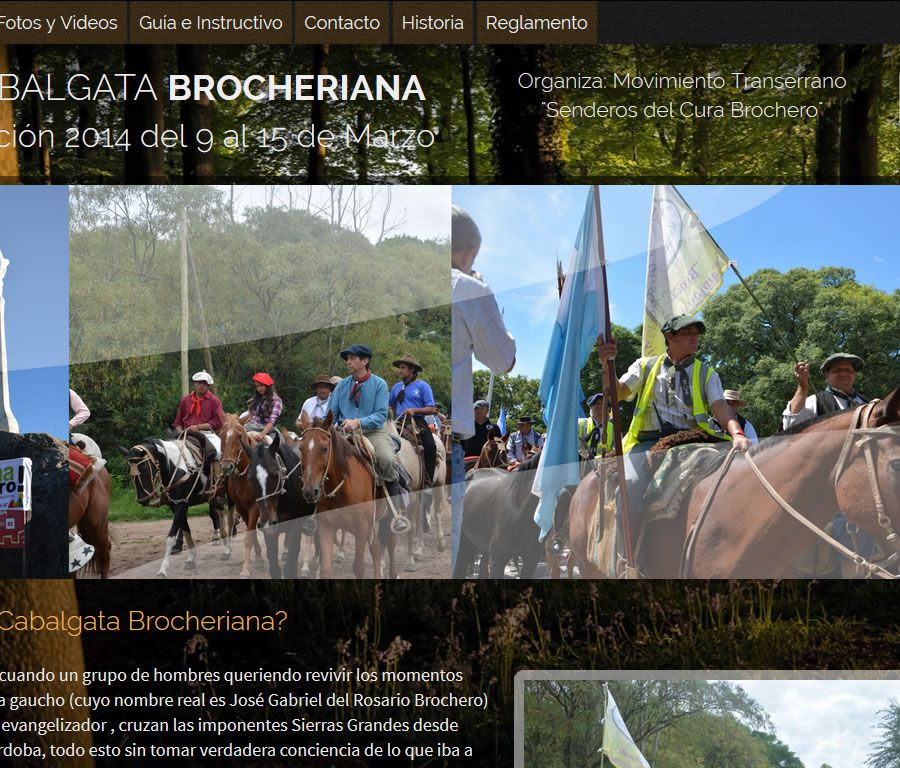 Fotos y Videos
Guía e Instructivo
Contacto
Historia
Reglamento
BALGATA BROCHERIANA
ción 2014 del 9 al 15 de Marzo
Organiza: Movimiento Transerrano
"Senderos del Cura Brochero"
Cabalgata Brocheriana?
cuando un grupo de hombres queriendo revivir los momentos
a gaucho (cuyo nombre real es José Gabriel del Rosario Brochero)
evangelizador , cruzan las imponentes Sierras Grandes desde
rdoba, todo esto sin tomar verdadera conciencia de lo que iba a